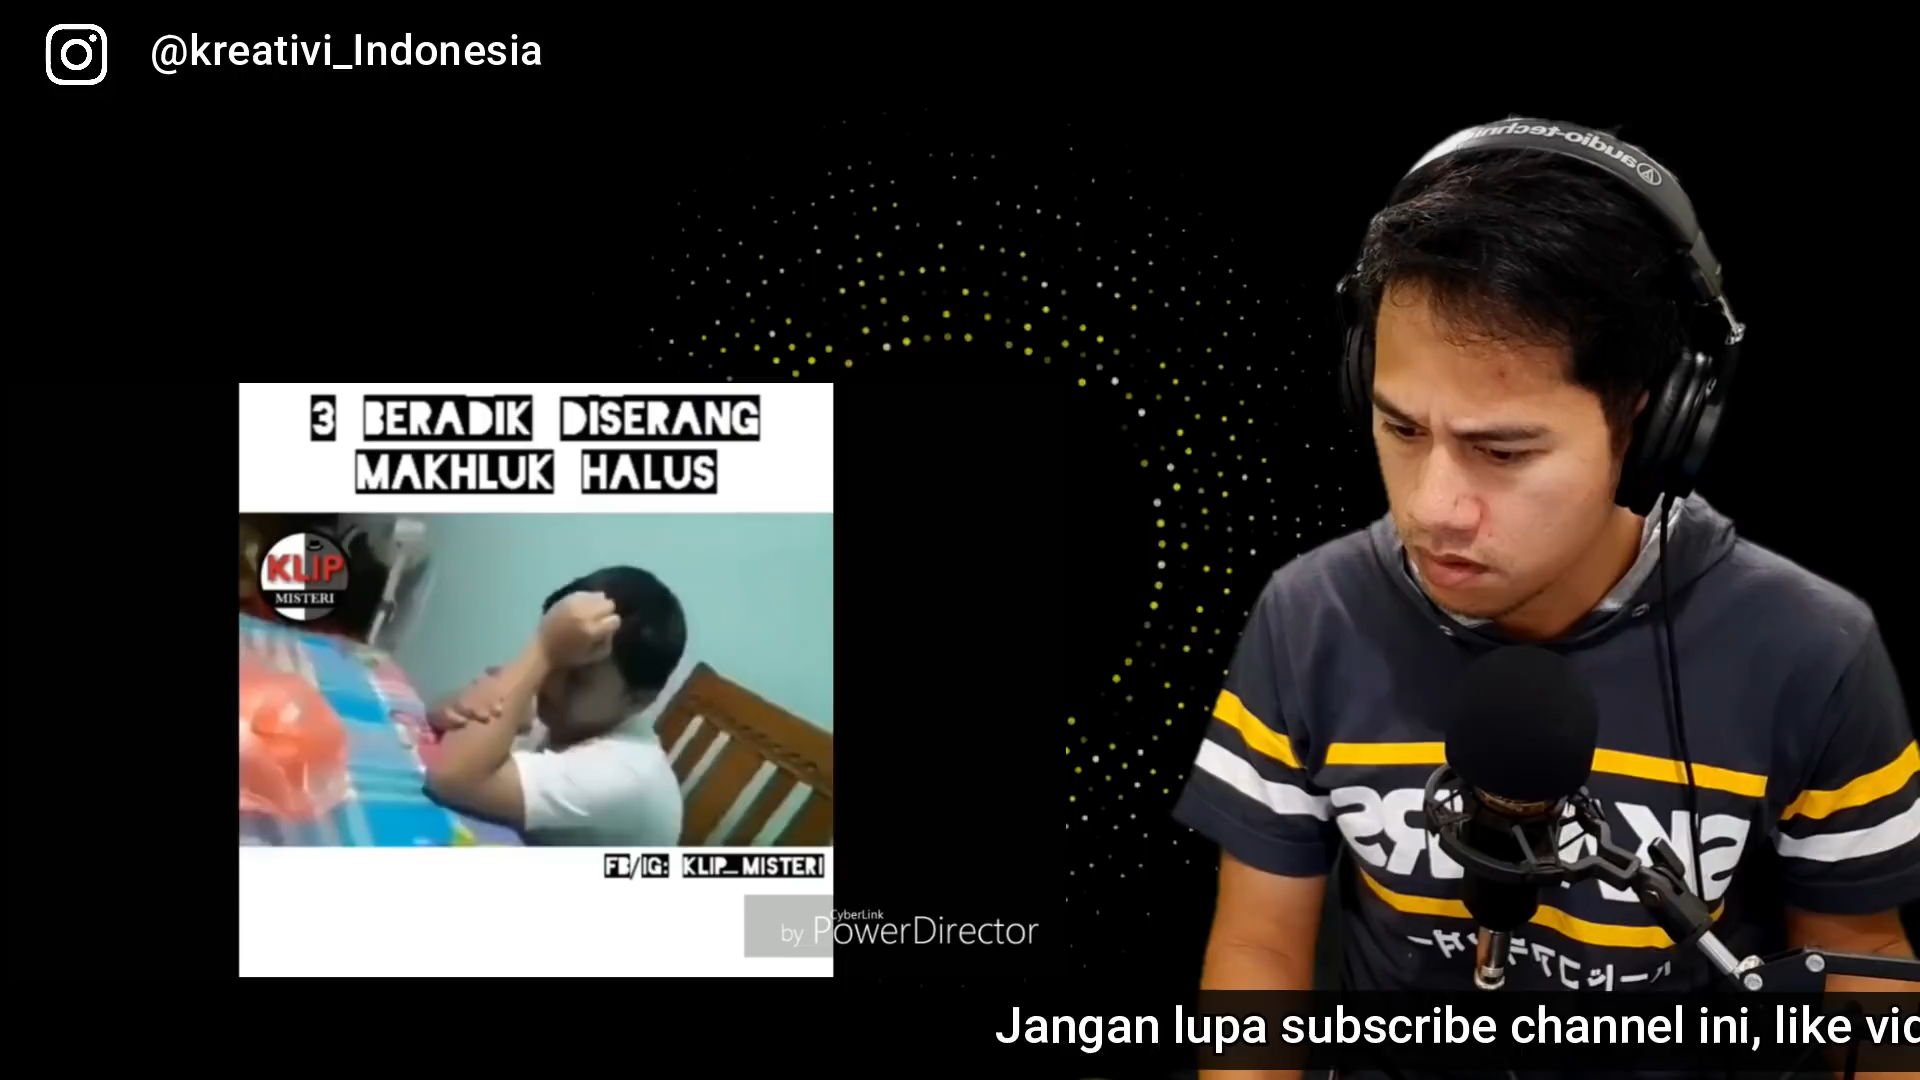 @kreativi_Indonesia
audio-technica
3 BERADIK DISERANG
MAKHLUK HALUS
KLIP
MISTERI
FB/IG: KLIP_MISTERI
CyberLink
by PowerDirector
Jangan lupa subscribe channel ini, like